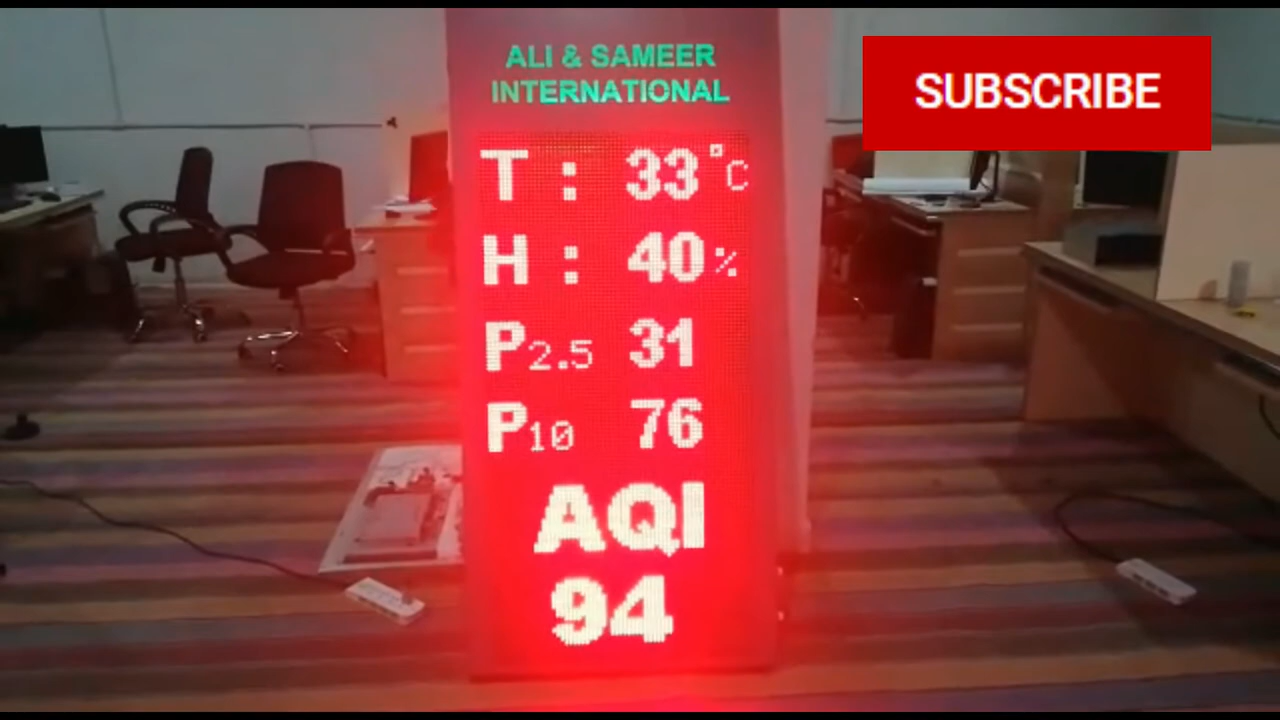 ALI & SAMEER
INTERNATIONAL
SUBSCRIBE
T : 33°C
H : 40%
P2.5 31
P10 76
AQI
94